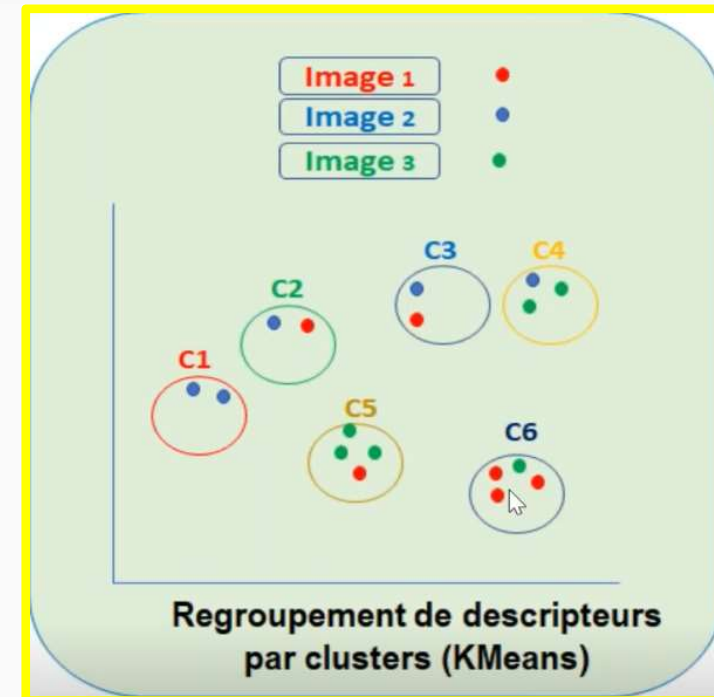 Image 1
Image 2
Image 3
C3
C4
C2
C1
C5
C6
Regroupement de descripteurs
par clusters (KMeans)